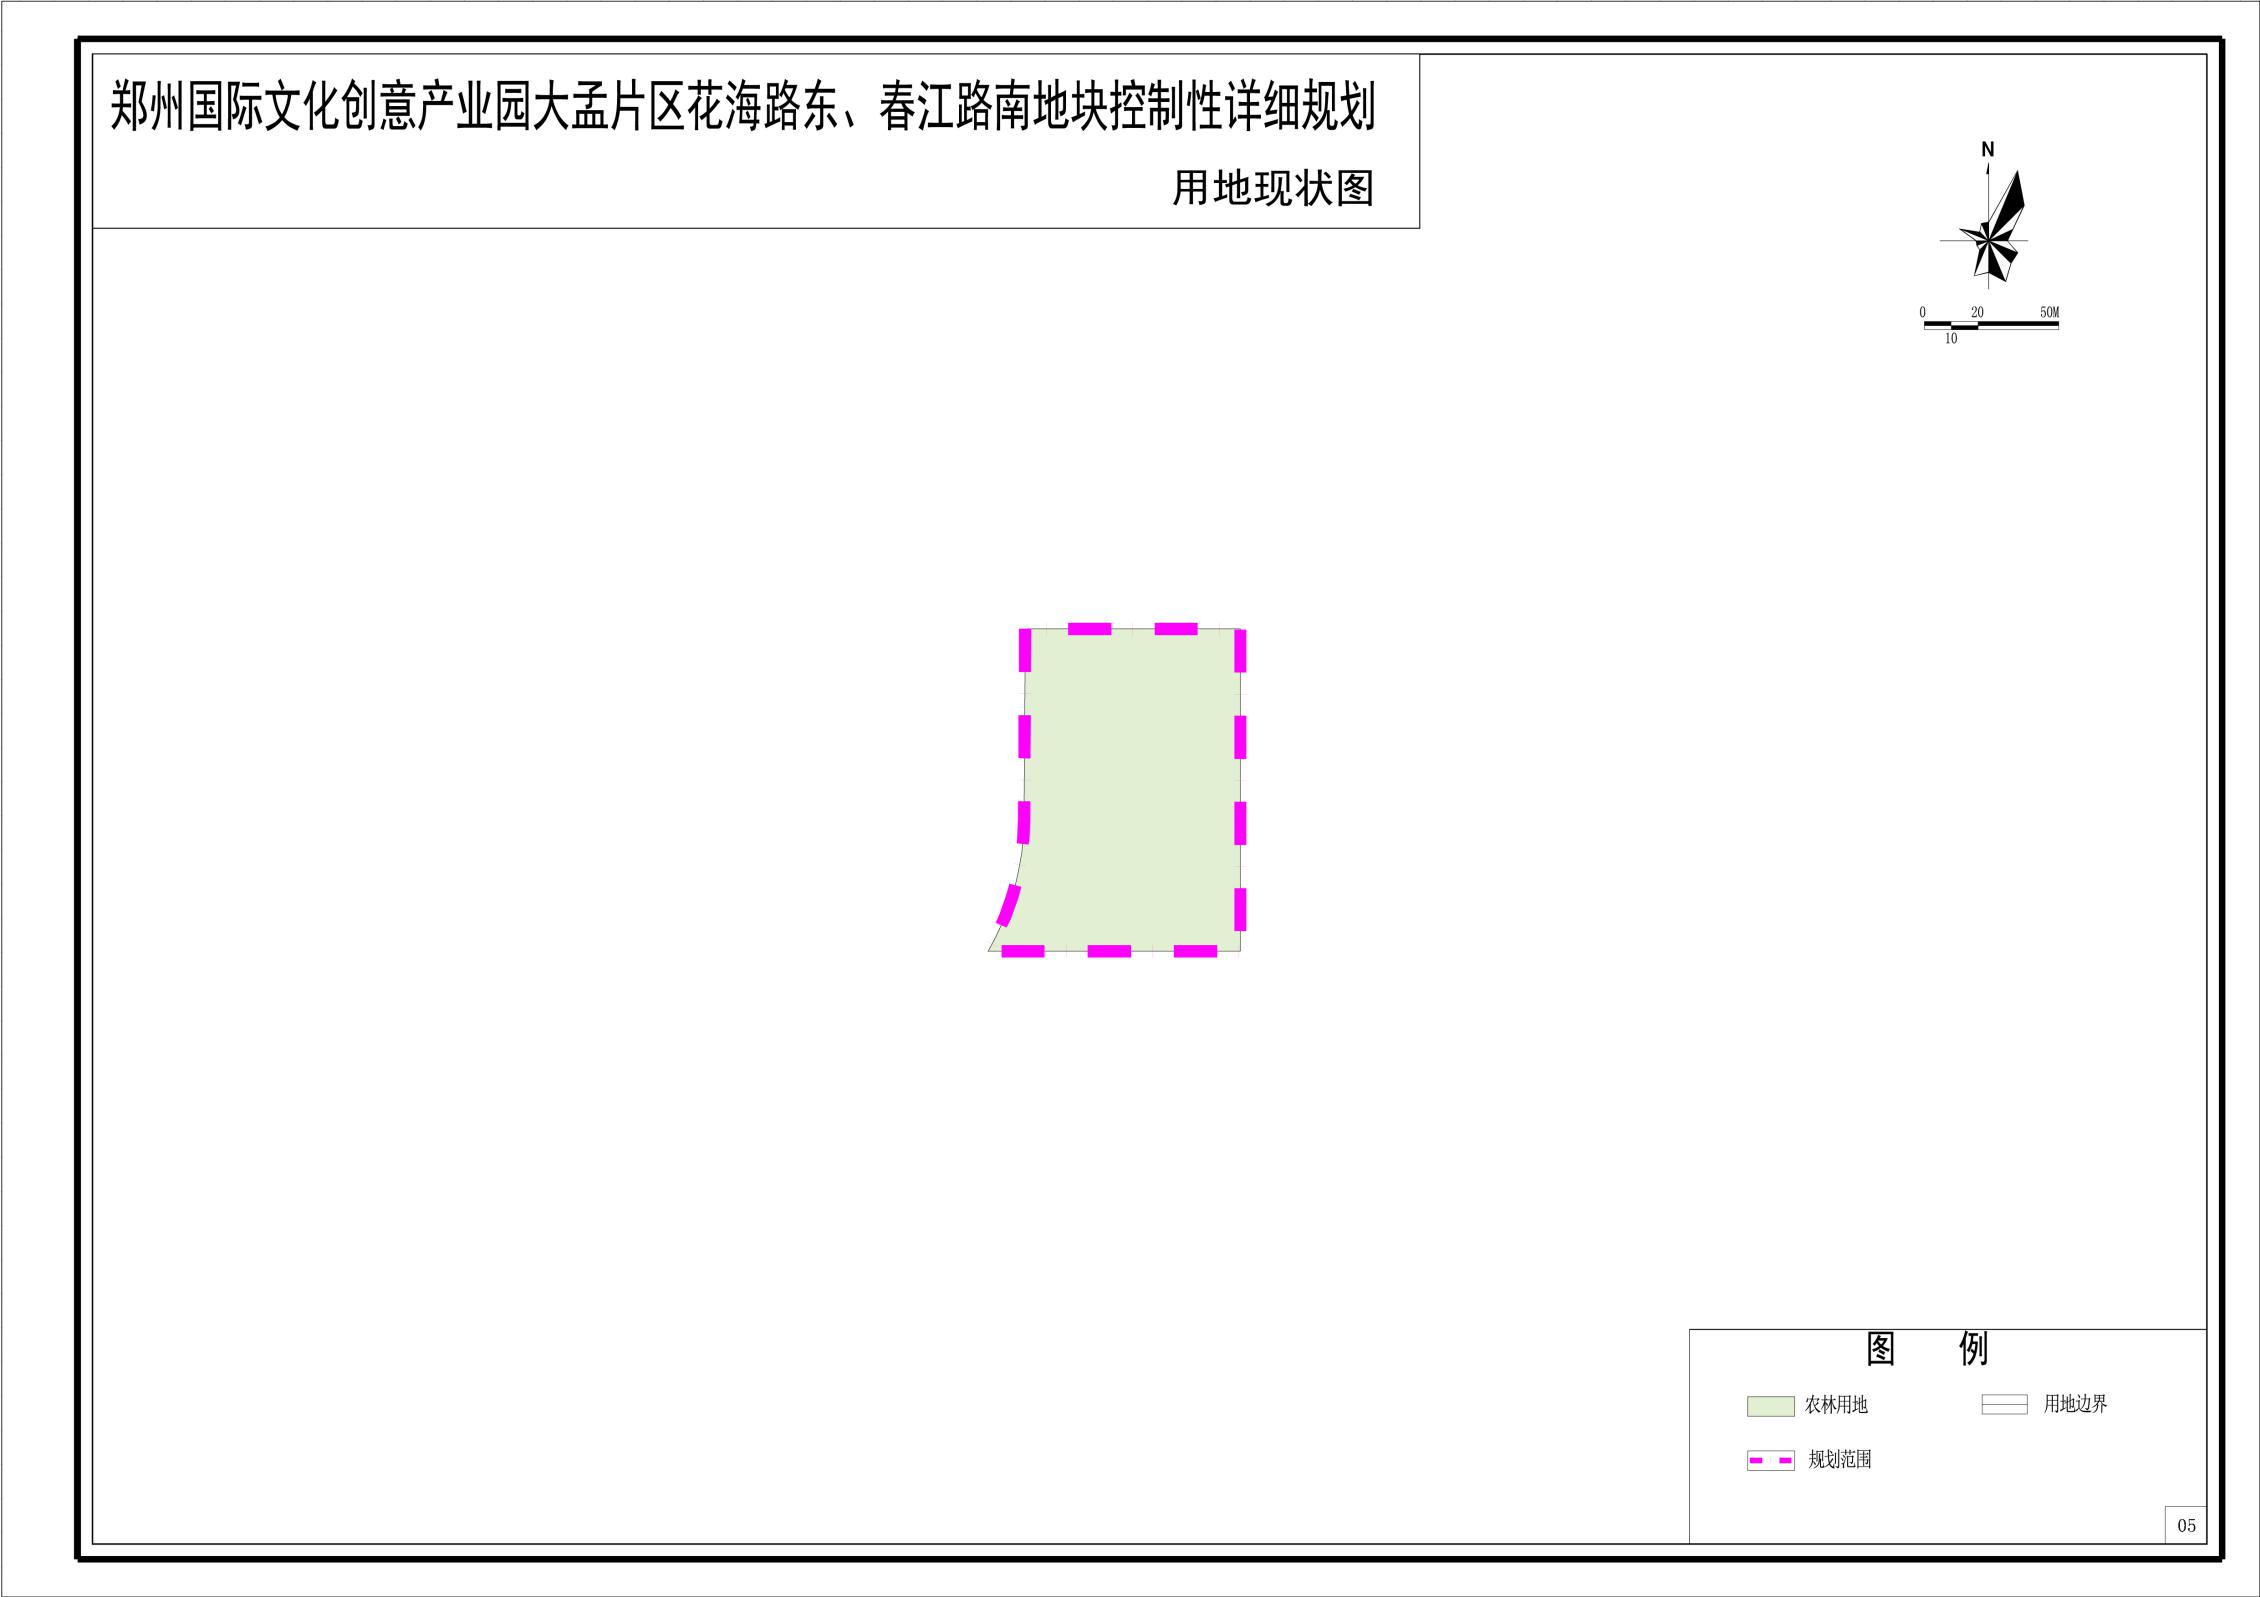 郑州国际文化创意产业园大孟片区花海路东、春江路南地块控制性详细规划
用地现状图
N
0 20 50M
10
图 例
农林用地 用地边界
规划范围
05